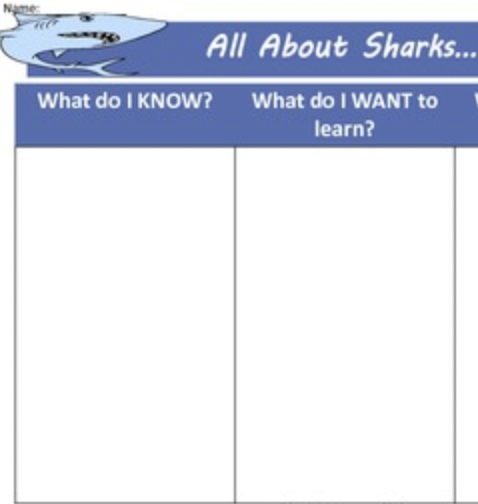 Name:
All About Sharks...
What do I KNOW?
What do I WANT to
learn?